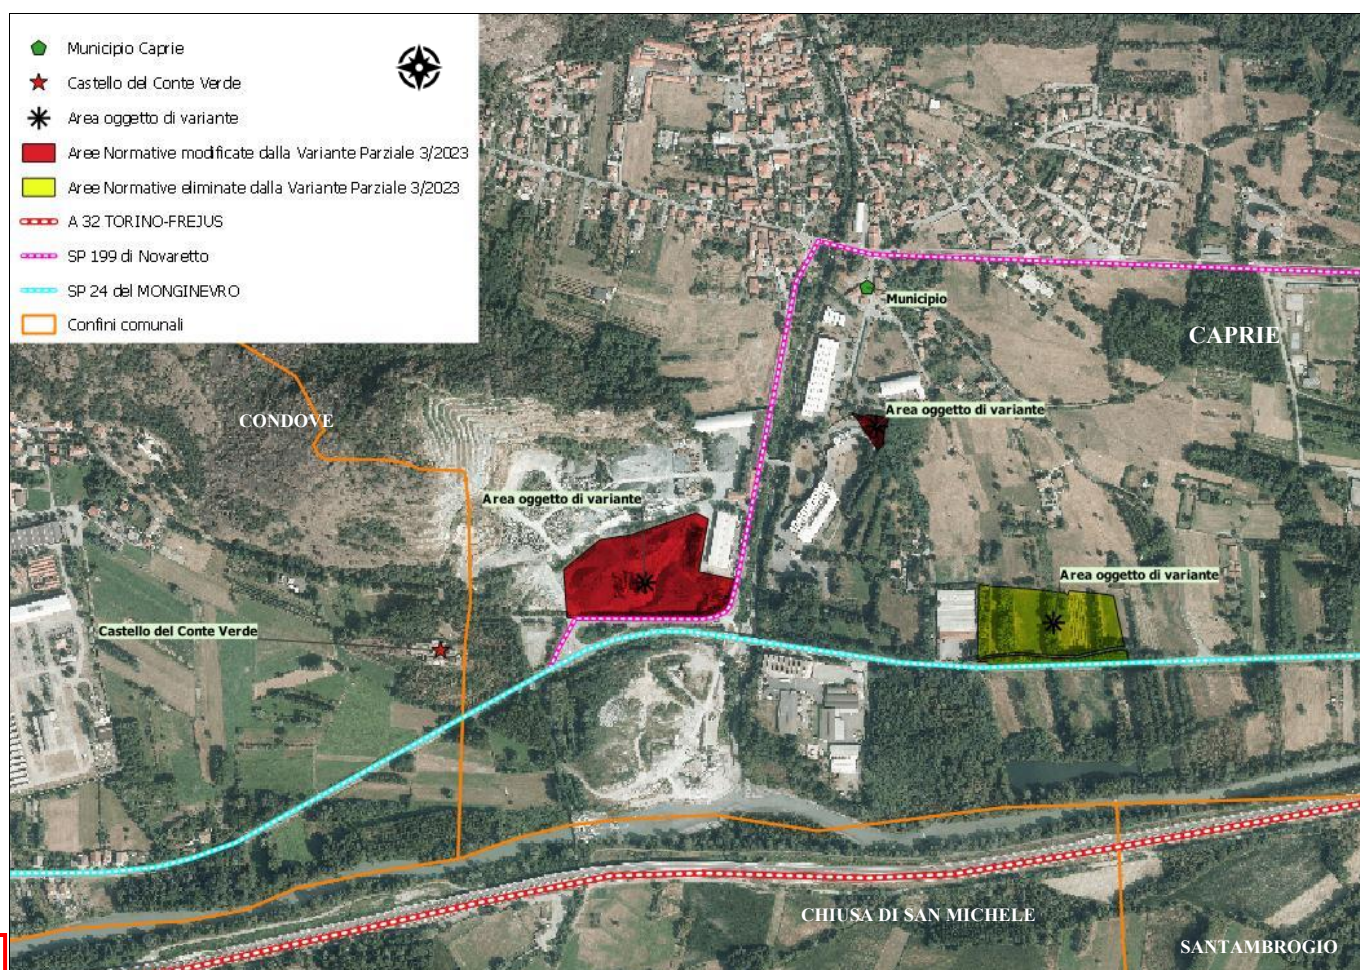 Municipio Caprie
Castello del Conte Verde
Area oggetto di variante
Aree Normative modificate dalla Variante Parziale 3/2023
Aree Normative eliminate dalla Variante Parziale 3/2023
A 32 TORINO-FREJUS
SP 199 di Novaretto
SP 24 del MONGINEVRO
Confini comunali
Municipio
CAPRIE
CONDOVE
Area oggetto di variante
Area oggetto di variante
Area oggetto di variante
Castello del Conte Verde
CHIUSA DI SAN MICHELE
SANTAMBROGIO